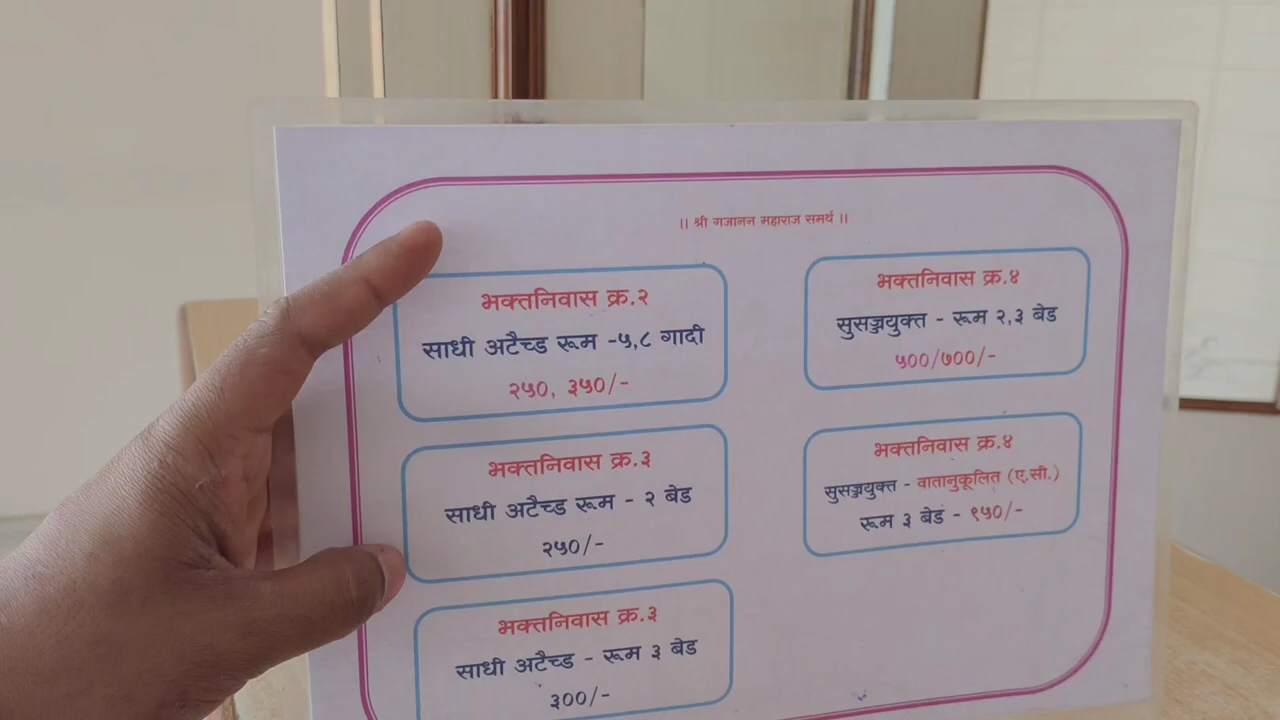 || श्री गजानन महाराज समर्थ ||
भक्तनिवास क्र.२
साधी अटैच्ड रूम -५,८ गादी
२५०, ३५०/-
भक्तनिवास क्र.३
साधी अटैच्ड रूम - २ बेड
२५०/-
भक्तनिवास क्र.३
साधी अटैच्ड - रूम ३ बेड
३००/-
भक्तनिवास क्र.४
सुसज्जयुक्त - रूम २,३ बेड
५००/७००/-
भक्तनिवास क्र.४
सुसज्जयुक्त - वातानुकूलित (ए.सी.)
रूम ३ बेड - ९५०/-